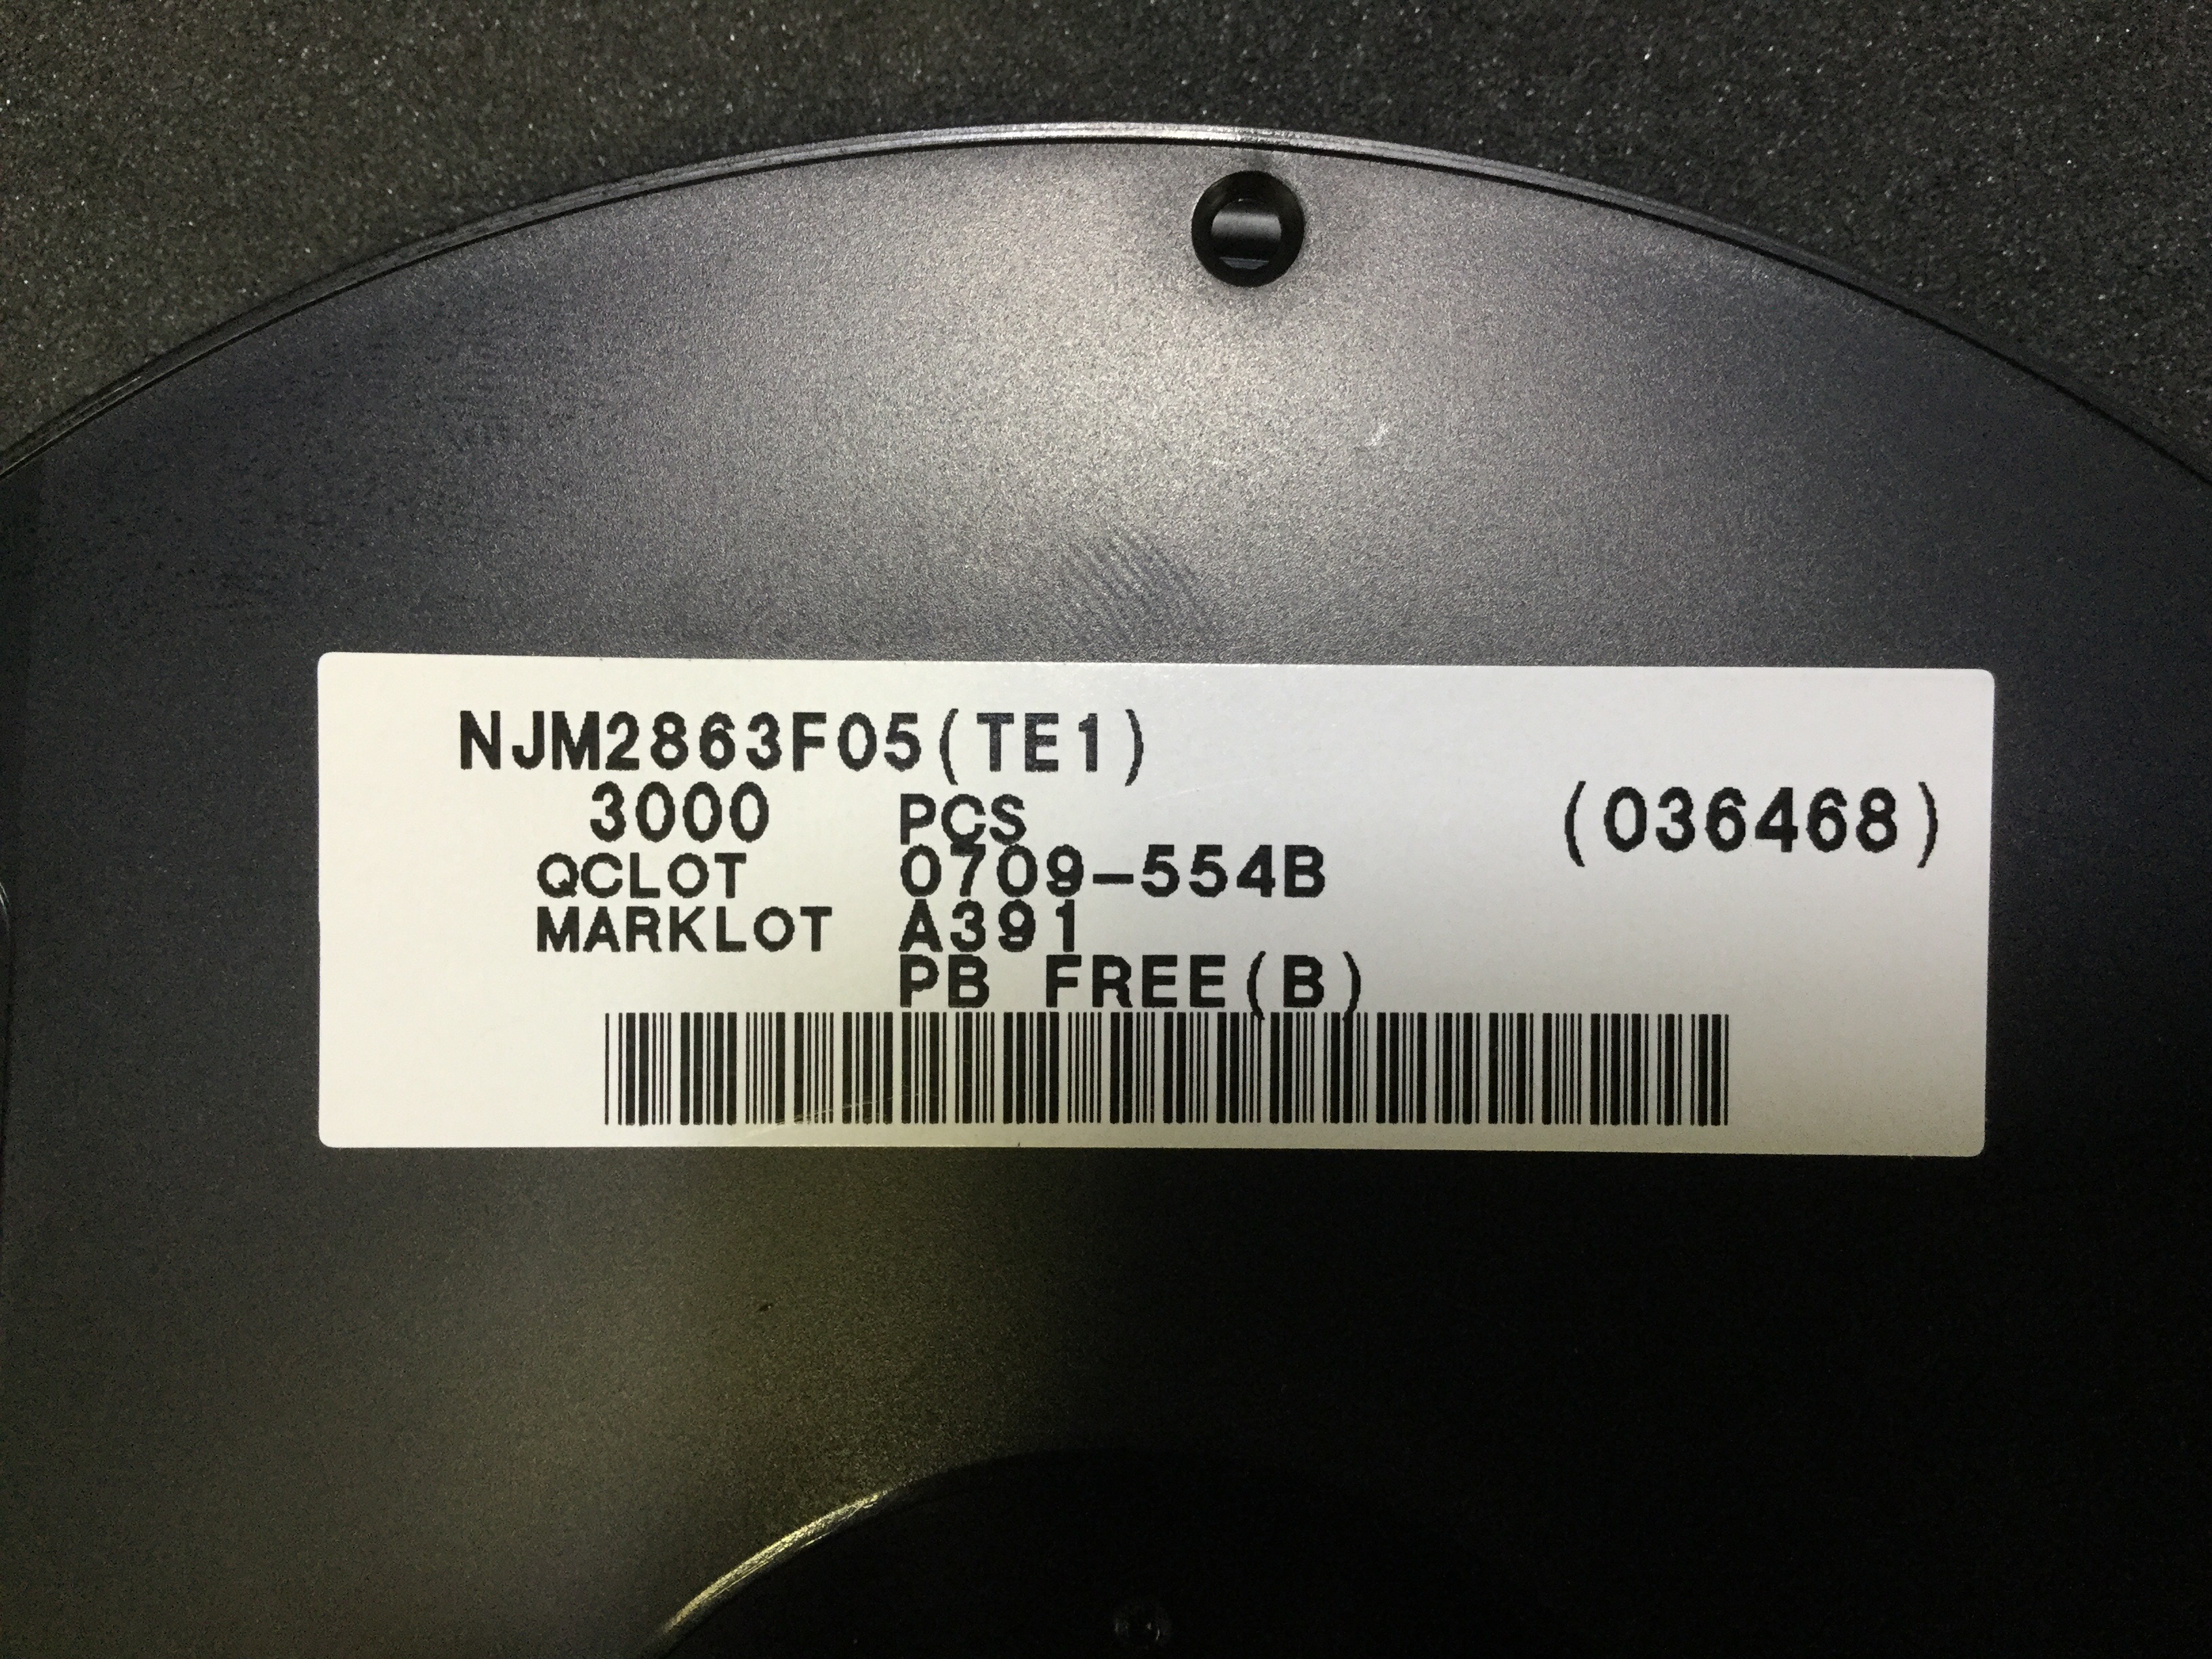 NJM2863F05(TE1)
3000 PCS (036468)
QCLOT 0709-554B
MARKLOT A391
PB FREE(B)